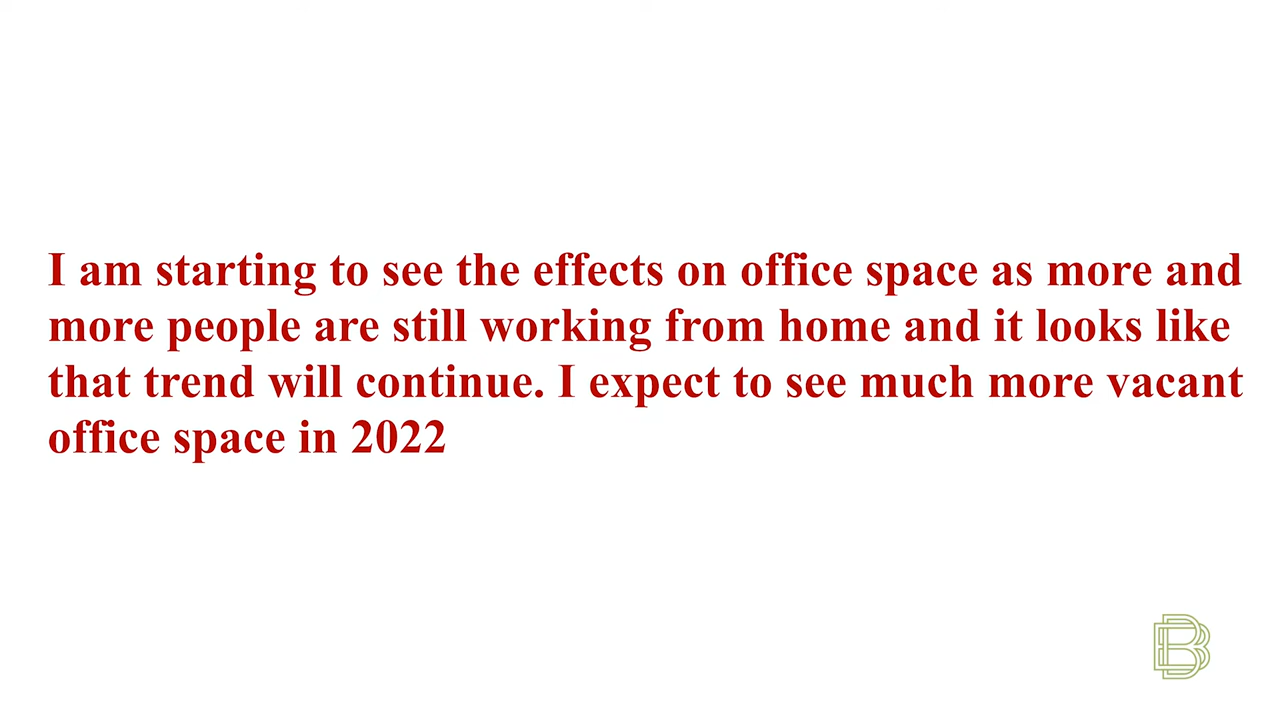 I am starting to see the effects on office space as more and
more people are still working from home and it looks like
that trend will continue. I expect to see much more vacant
office space in 2022